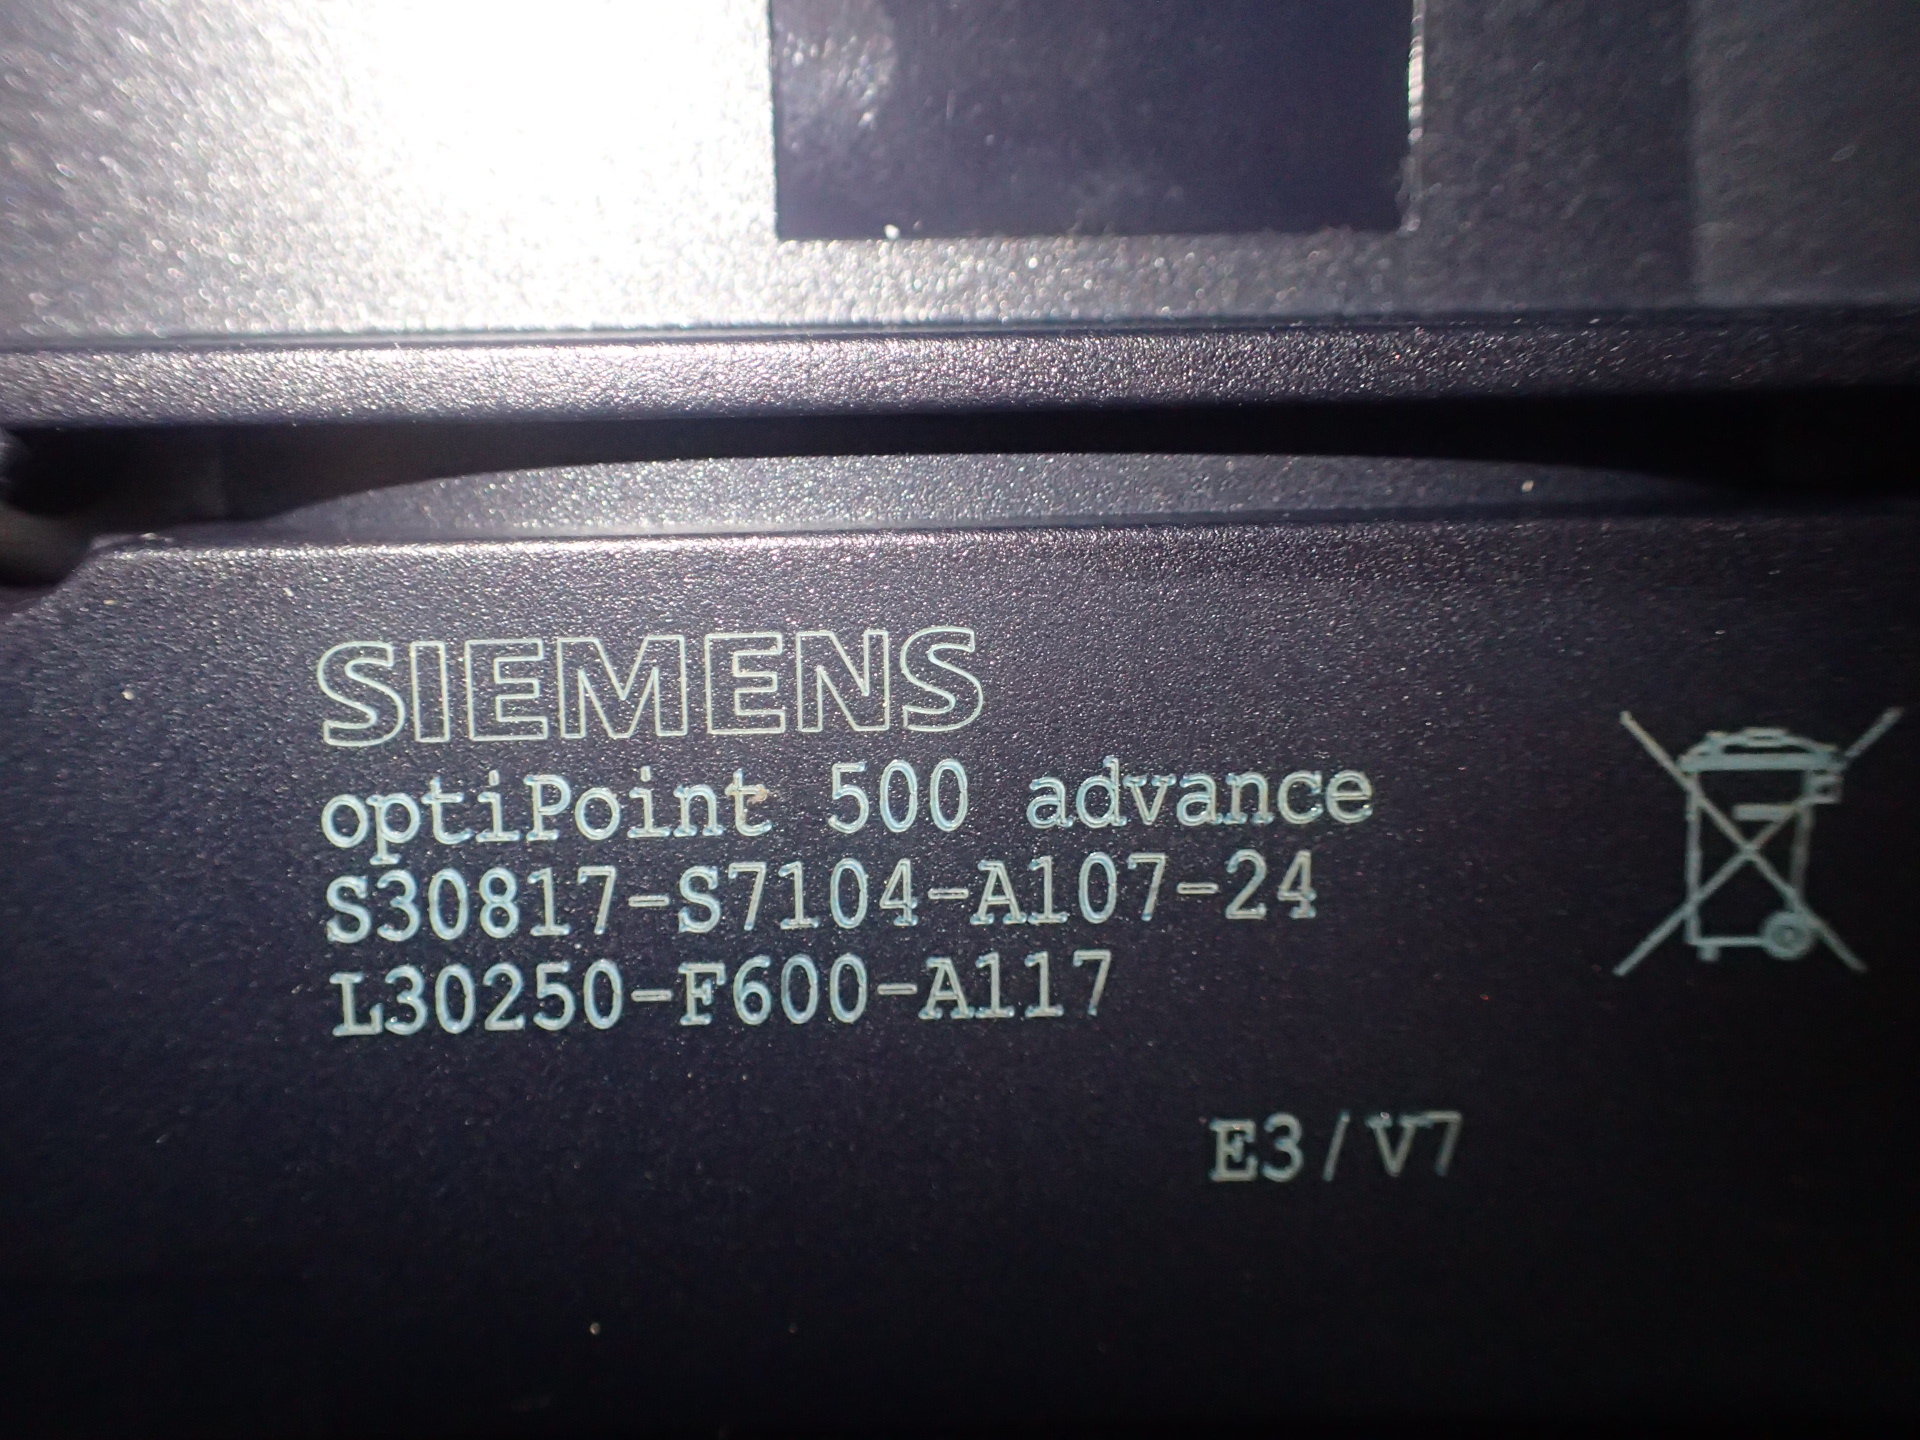 SIEMENS
optiPoint 500 advance
S30817-S7104-A107-24
L30250-F600-A117
E3/V7